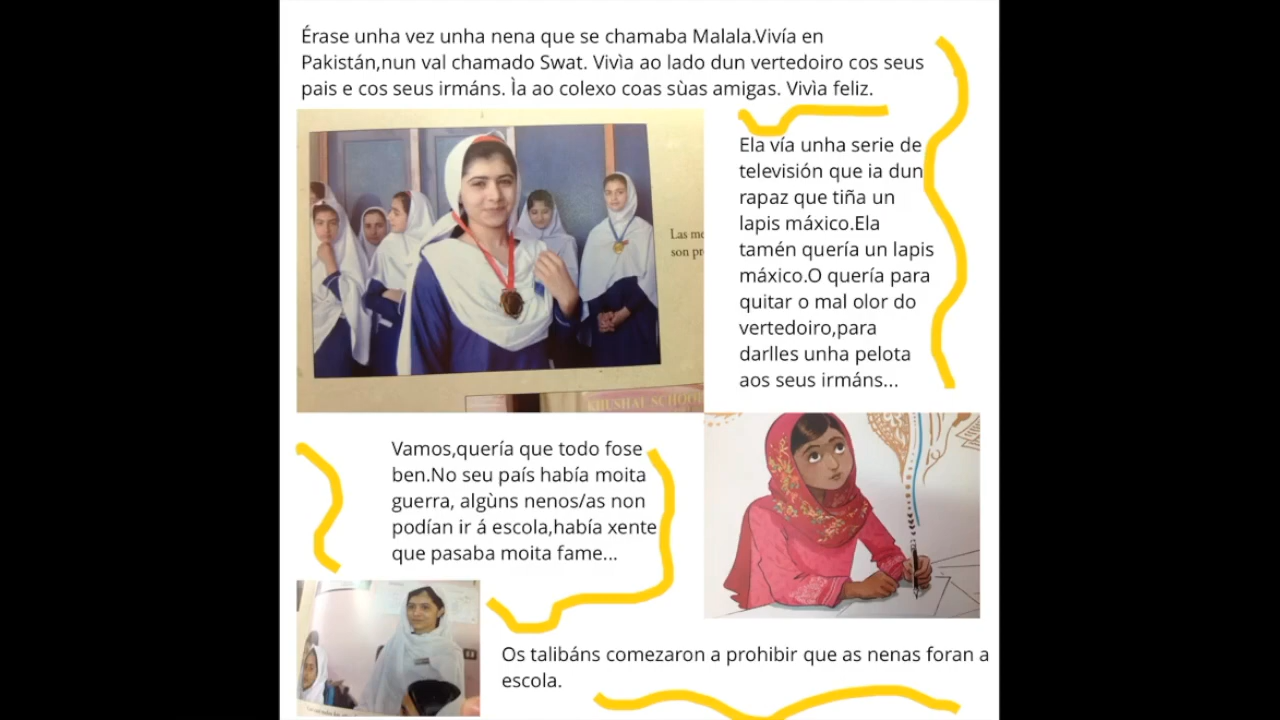 Érase unha vez unha nena que se chamaba Malala.Vivía en
Pakistán,nun val chamado Swat. Vivìa ao lado dun vertedoiro cos seus
pais e cos seus irmáns. Ìa ao colexo coas sùas amigas. Vivìa feliz.
Ela vía unha serie de
televisión que ia dun
rapaz que tiña un
lapis máxico.Ela
tamén quería un lapis
máxico.O quería para
quitar o mal olor do
vertedoiro,para
darlles unha pelota
aos seus irmáns...
Las
son
KHUSHAL SCHOOL
Vamos,quería que todo fose
ben.No seu país había moita
guerra, algùns nenos/as non
podían ir á escola,había xente
que pasaba moita fame...
Os talibáns comezaron a prohibir que as nenas foran a
escola.